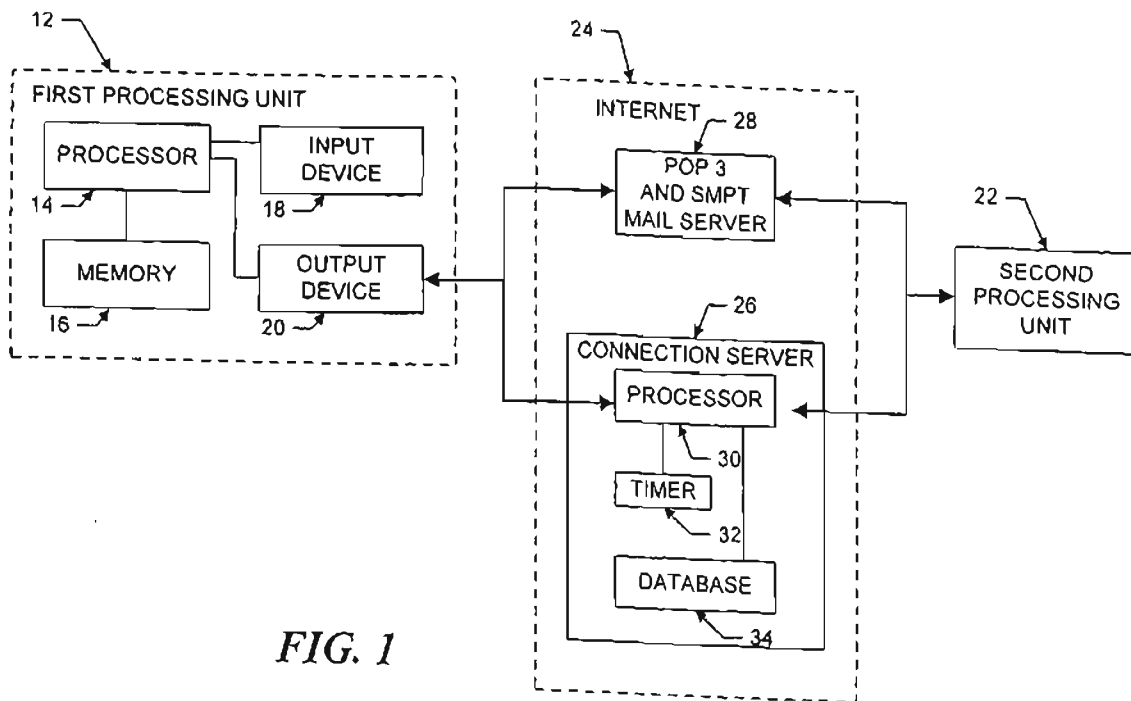 12
FIRST PROCESSING UNIT
PROCESSOR
14
INPUT
DEVICE
18
MEMORY
16
OUTPUT
DEVICE
20
24
INTERNET
28
POP 3
AND SMPT
MAIL SERVER
26
CONNECTION SERVER
PROCESSOR
30
TIMER
32
DATABASE
34
22
SECOND
PROCESSING
UNIT
FIG. 1